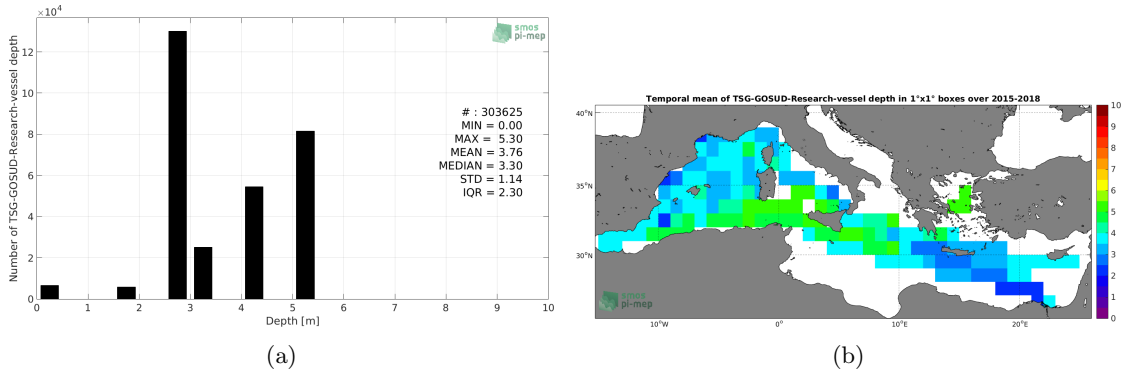 ×10⁴
smos
pi-mep
12
10
8
6
4
2
0
Number of TSG-GOSUD-Research-vessel depth
# : 303625
MIN = 0.00
MAX = 5.30
MEAN = 3.76
MEDIAN = 3.30
STD = 1.14
IQR = 2.30
0 1 2 3 4 5 6 7 8 9 10
Depth [m]
(a)
Temporal mean of TSG-GOSUD-Research-vessel depth in 1°x1° boxes over 2015-2018
40°N
35°N
30°N
10°W 0° 10°E 20°E
smos
pi-mep
10
9
8
7
6
5
4
3
2
1
0
(b)